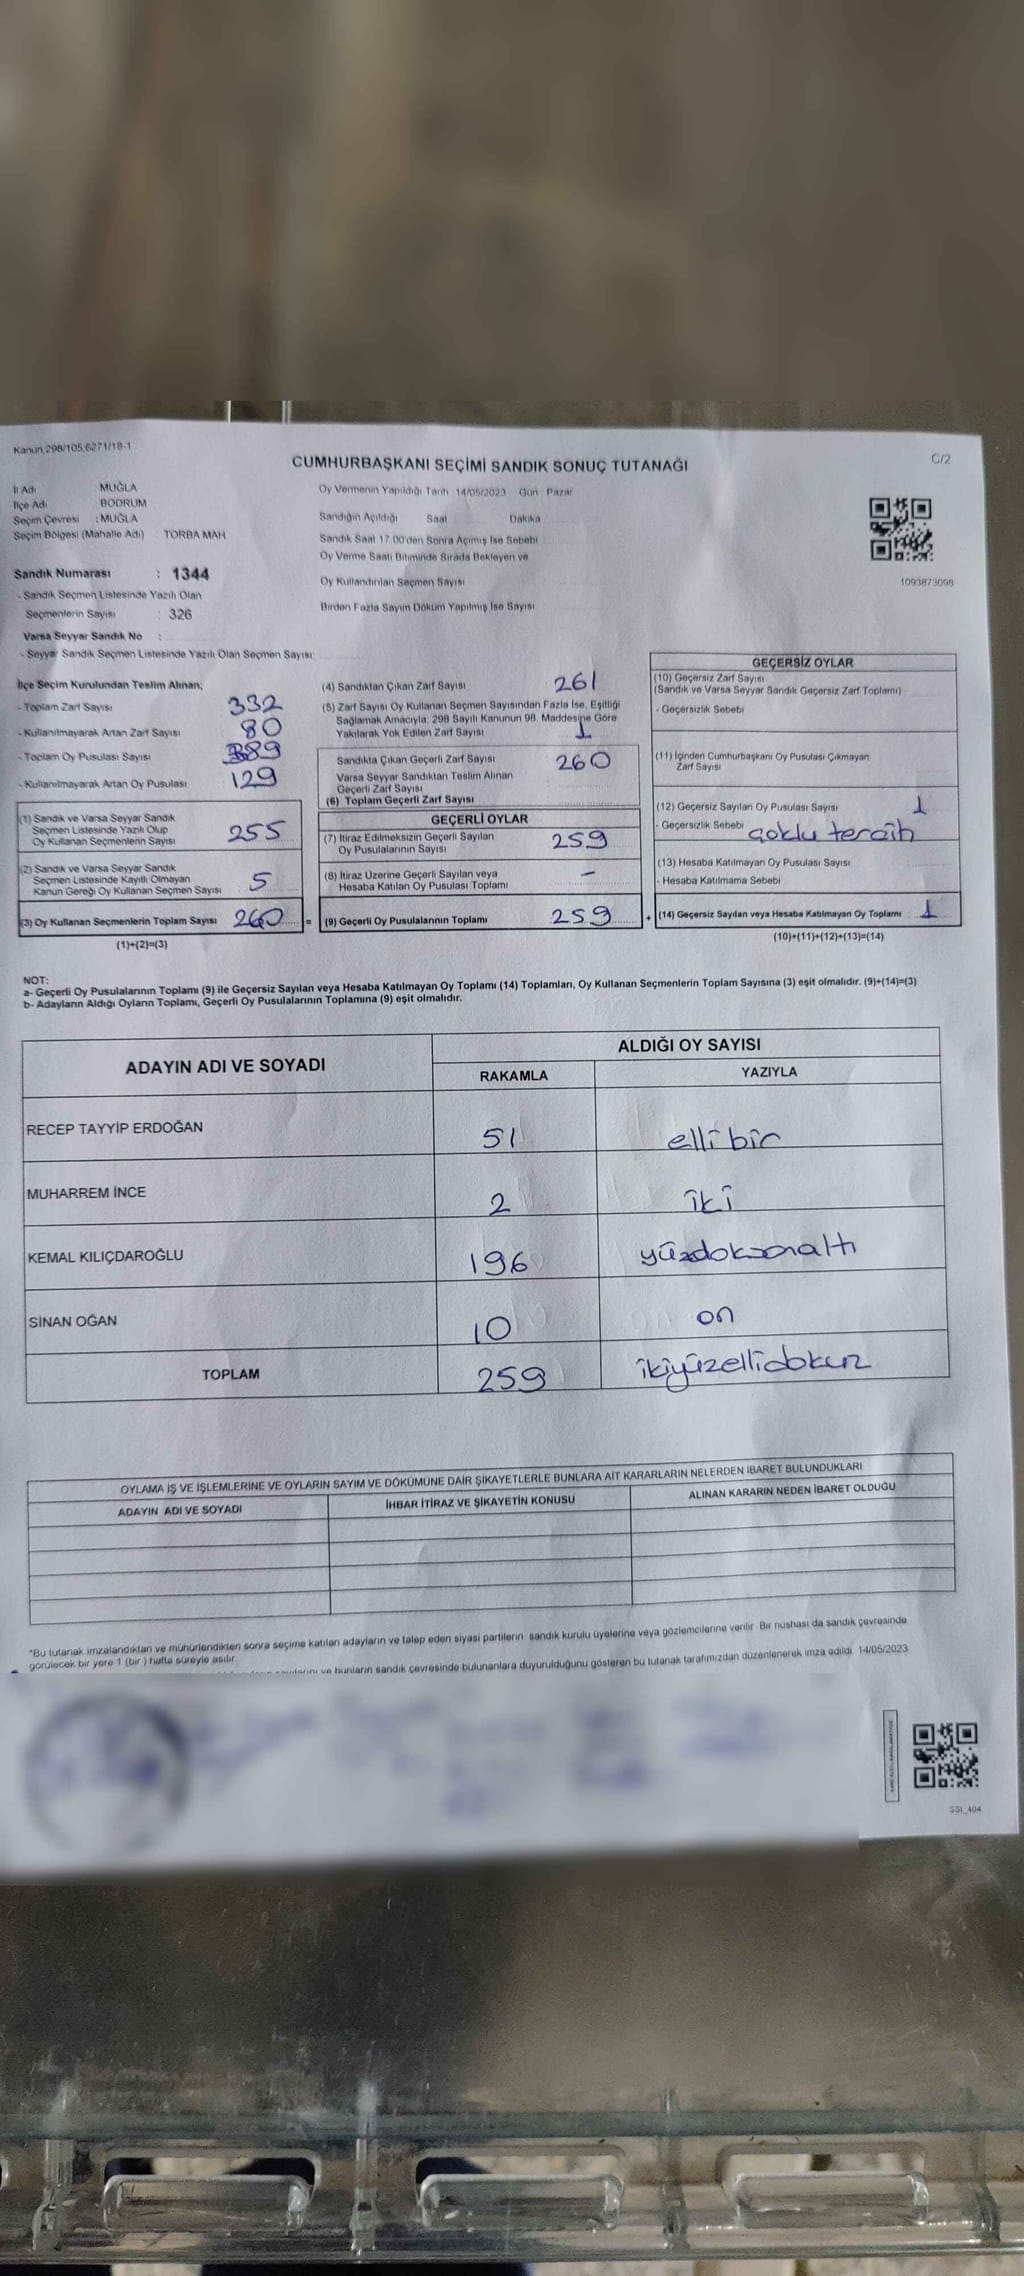 Kanun,298/105,6271/18-1
CUMHURBAŞKANI SEÇİMİ SANDIK SONUÇ TUTANAĞI
C/2
İl Adı MUĞLA
İlçe Adı BODRUM
Seçim Çevresi : MUĞLA
Seçim Bölgesi (Mahalle Adı) TORBA MAH
Oy Vermenin Yapıldığı Tarih 14/05/2023 Gün Pazar
Sandığın Açıldığı Saat Dakika
Sandık Saat 17.00'den Sonra Açımış İse Sebebi
Oy Verme Saati Bitiminde Sırada Bekleyen ve
Oy Kullandırılan Seçmen Sayısı
Birden Fazla Sayım Döküm Yapılmış İse Sayısı
1093873098
Sandık Numarası : 1344
- Sandık Seçmen Listesinde Yazılı Olan
Seçmenlerin Sayısı : 326
Varsa Seyyar Sandık No :
- Seyyar Sandık Seçmen Listesinde Yazılı Olan Seçmen Sayısı:
İlçe Seçim Kurulundan Teslim Alınan;
- Toplam Zarf Sayısı 332
- Kullanılmayarak Artan Zarf Sayısı 80
- Toplam Oy Pusulası Sayısı 389
- Kullanılmayarak Artan Oy Pusulası 129
(1) Sandık ve Varsa Seyyar Sandık
Seçmen Listesinde Yazılı Olup
Oy Kullanan Seçmenlerin Sayısı 255
(2) Sandık ve Varsa Seyyar Sandık
Seçmen Listesinde Kayıtlı Olmayan
Kanun Gereği Oy Kullanan Seçmen Sayısı 5
(3) Oy Kullanan Seçmenlerin Toplam Sayısı 260 =
(1)+(2)=(3)
(4) Sandıktan Çıkan Zarf Sayısı 261
(5) Zarf Sayısı Oy Kullanan Seçmen Sayısından Fazla İse, Eşitliği
Sağlamak Amacıyla; 298 Sayılı Kanunun 98. Maddesine Göre
Yakılarak Yok Edilen Zarf Sayısı 1
Sandıkta Çıkan Geçerli Zarf Sayısı 260
Varsa Seyyar Sandıktan Teslim Alınan
Geçerli Zarf Sayısı
(6) Toplam Geçerli Zarf Sayısı
GEÇERLİ OYLAR
(7) İtiraz Edilmeksizin Geçerli Sayılan
Oy Pusulalarının Sayısı 259
(8) İtiraz Üzerine Geçerli Sayılan veya
Hesaba Katılan Oy Pusulası Toplamı -
(9) Geçerli Oy Pusulalarının Toplamı 259 +
GEÇERSİZ OYLAR
(10) Geçersiz Zarf Sayısı
(Sandık ve Varsa Seyyar Sandık Geçersiz Zarf Toplamı)
- Geçersizlik Sebebi
(11) İçinden Cumhurbaşkanı Oy Pusulası Çıkmayan
Zarf Sayısı
(12) Geçersiz Sayılan Oy Pusulası Sayısı 1
- Geçersizlik Sebebi çoklu tercih
(13) Hesaba Katılmayan Oy Pusulası Sayısı
- Hesaba Katılmama Sebebi
(14) Geçersiz Sayılan veya Hesaba Katılmayan Oy Toplamı 1
(10)+(11)+(12)+(13)=(14)
NOT:
a- Geçerli Oy Pusulalarının Toplamı (9) ile Geçersiz Sayılan veya Hesaba Katılmayan Oy Toplamı (14) Toplamları, Oy Kullanan Seçmenlerin Toplam Sayısına (3) eşit olmalıdır. (9)+(14)=(3)
b- Adayların Aldığı Oyların Toplamı, Geçerli Oy Pusulalarının Toplamına (9) eşit olmalıdır.
ADAYIN ADI VE SOYADI
ALDIĞI OY SAYISI
RAKAMLA YAZIYLA
RECEP TAYYİP ERDOĞAN 51 elli bir
MUHARREM İNCE 2 iki
KEMAL KILIÇDAROĞLU 196 yüzdoksanaltı
SİNAN OĞAN 10 on
TOPLAM 259 ikiyüzellidokuz
OYLAMA İŞ VE İŞLEMLERİNE VE OYLARIN SAYIM VE DÖKÜMÜNE DAİR ŞİKAYETLERLE BUNLARA AİT KARARLARIN NELERDEN İBARET BULUNDUKLARI
ADAYIN ADI VE SOYADI
İHBAR İTİRAZ VE ŞİKAYETİN KONUSU
ALINAN KARARIN NEDEN İBARET OLDUĞU
*Bu tutanak imzalandıktan ve mühürlendikten sonra seçime katılan adayların ve talep eden siyasi partilerin sandık kurulu üyelerine veya gözlemcilerine verilir. Bir nüshası da sandık çevresinde
görülecek bir yere 1 (bir ) hafta süreyle asılır.
ve bunların sandık çevresinde bulunanlara duyurulduğunu gösteren bu tutanak tarafımızdan düzenlenerek imza edildi. 14/05/2023